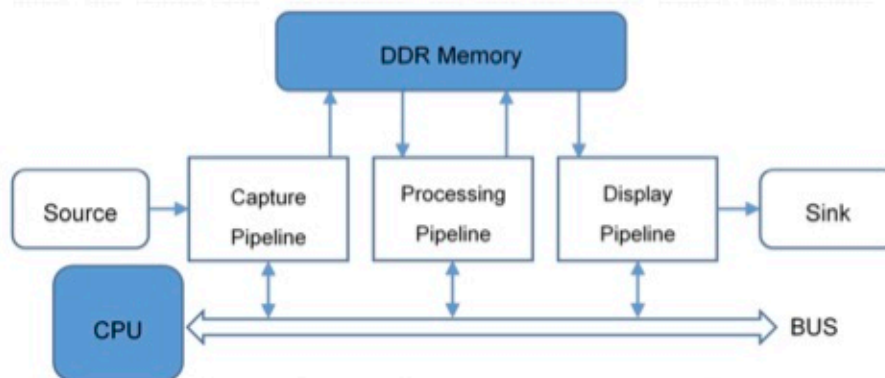 DDR Memory
Source
Capture
Pipeline
Processing
Pipeline
Display
Pipeline
Sink
CPU
BUS